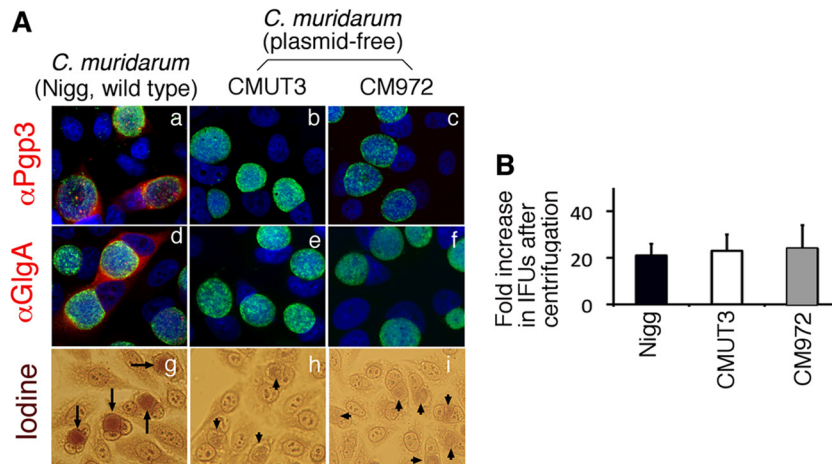 A
C. muridarum
(plasmid-free)
C. muridarum
(Nigg, wild type)
CMUT3
CM972
αPgp3
a
b
c
αGlgA
d
e
f
Iodine
g
h
i
B
Fold increase
in IFUs after
centrifugation
40
20
0
Nigg
CMUT3
CM972